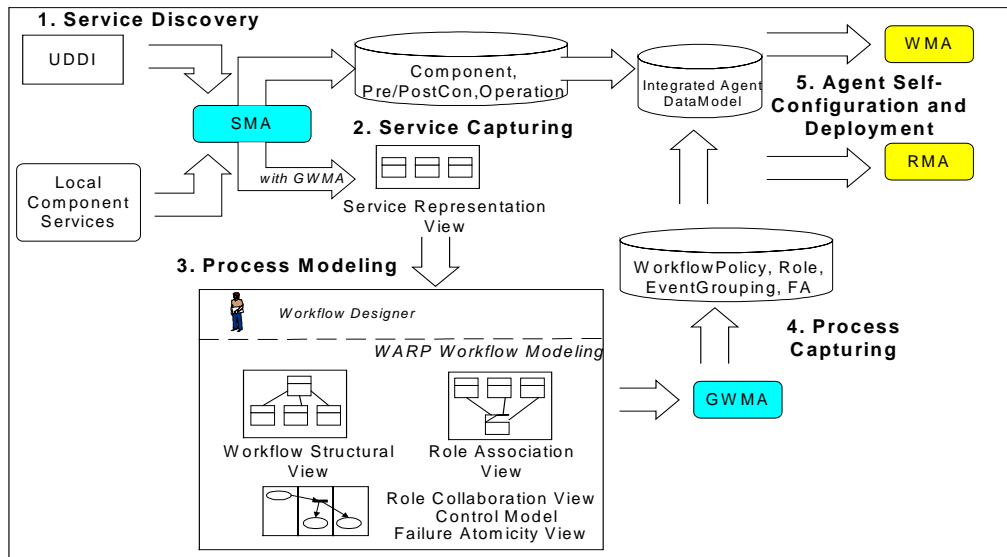 1. Service Discovery
UDDI
SMA
Local
Component
Services
Component,
Pre/PostCon,Operation
2. Service Capturing
with GWMA
Service Representation
View
Integrated Agent
DataModel
WMA
5. Agent Self-
Configuration and
Deployment
RMA
3. Process Modeling
Workflow Designer
WARP Workflow Modeling
Workflow Structural
View
Role Association
View
Role Collaboration View
Control Model
Failure Atomicity View
WorkflowPolicy, Role,
EventGrouping, FA
4. Process
Capturing
GWMA